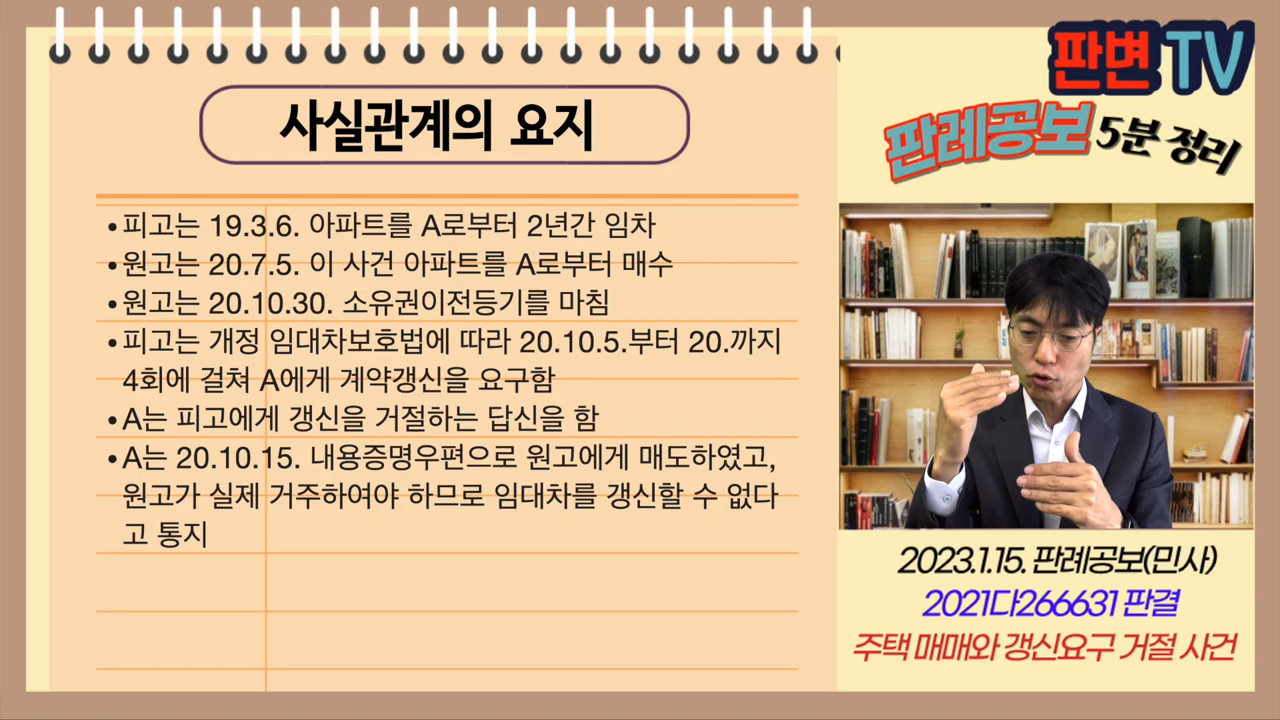 사실관계의 요지
•피고는 19.3.6. 아파트를 A로부터 2년간 임차
•원고는 20.7.5. 이 사건 아파트를 A로부터 매수
•원고는 20.10.30. 소유권이전등기를 마침
•피고는 개정 임대차보호법에 따라 20.10.5.부터 20.까지
4회에 걸쳐 A에게 계약갱신을 요구함
•A는 피고에게 갱신을 거절하는 답신을 함
•A는 20.10.15. 내용증명우편으로 원고에게 매도하였고,
원고가 실제 거주하여야 하므로 임대차를 갱신할 수 없다
고 통지
판변 TV
판례공보 5분 정리
2023.1.15. 판례공보(민사)
2021다266631 판결
주택 매매와 갱신요구 거절 사건